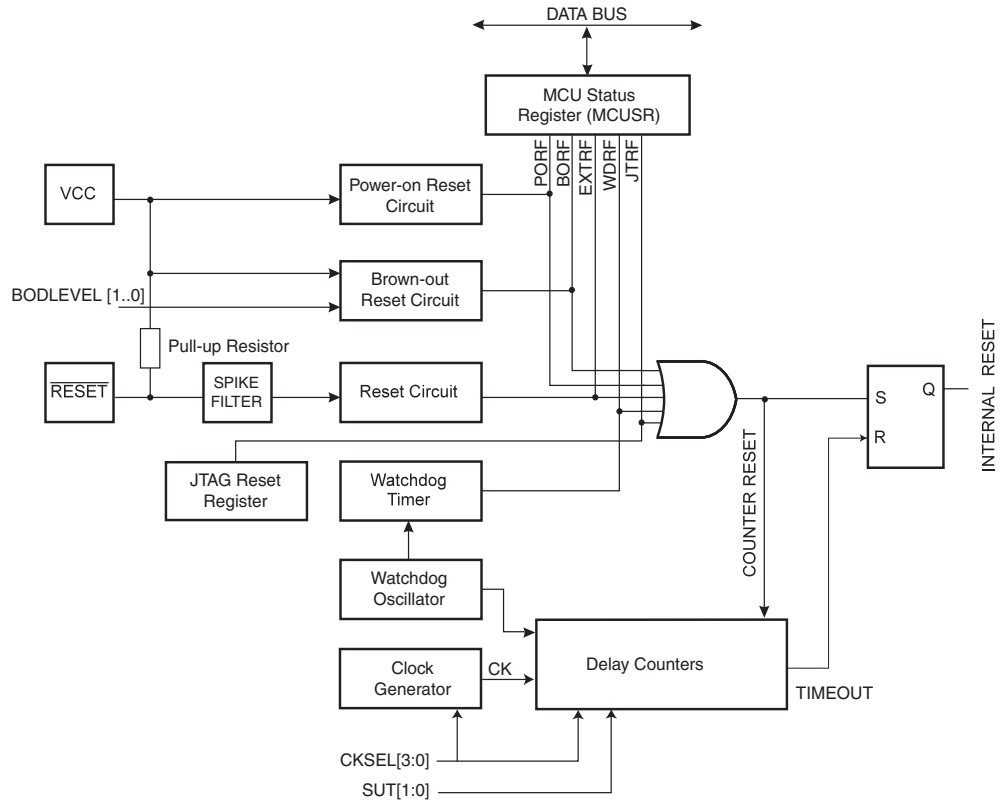 DATA BUS
MCU Status
Register (MCUSR)
PORF
BORF
EXTRF
WDRF
JTRF
VCC
Power-on Reset
Circuit
Brown-out
Reset Circuit
BODLEVEL [1..0]
Pull-up Resistor
RESET
SPIKE
FILTER
Reset Circuit
S
Q
R
INTERNAL RESET
JTAG Reset
Register
Watchdog
Timer
COUNTER RESET
Watchdog
Oscillator
Clock
Generator
CK
Delay Counters
TIMEOUT
CKSEL[3:0]
SUT[1:0]